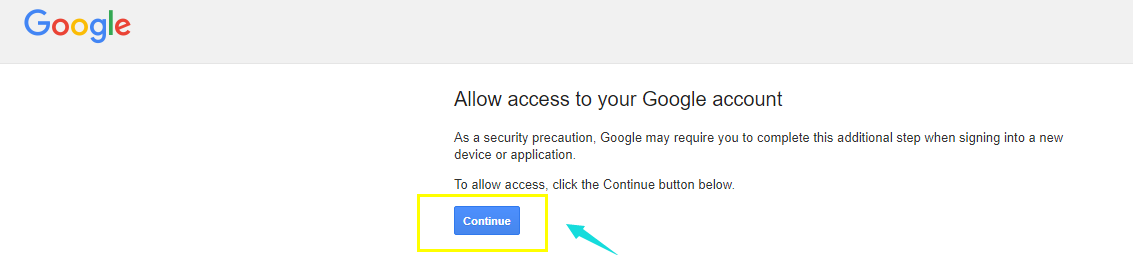 Google
Allow access to your Google account
As a security precaution, Google may require you to complete this additional step when signing into a new
device or application.
To allow access, click the Continue button below.
Continue